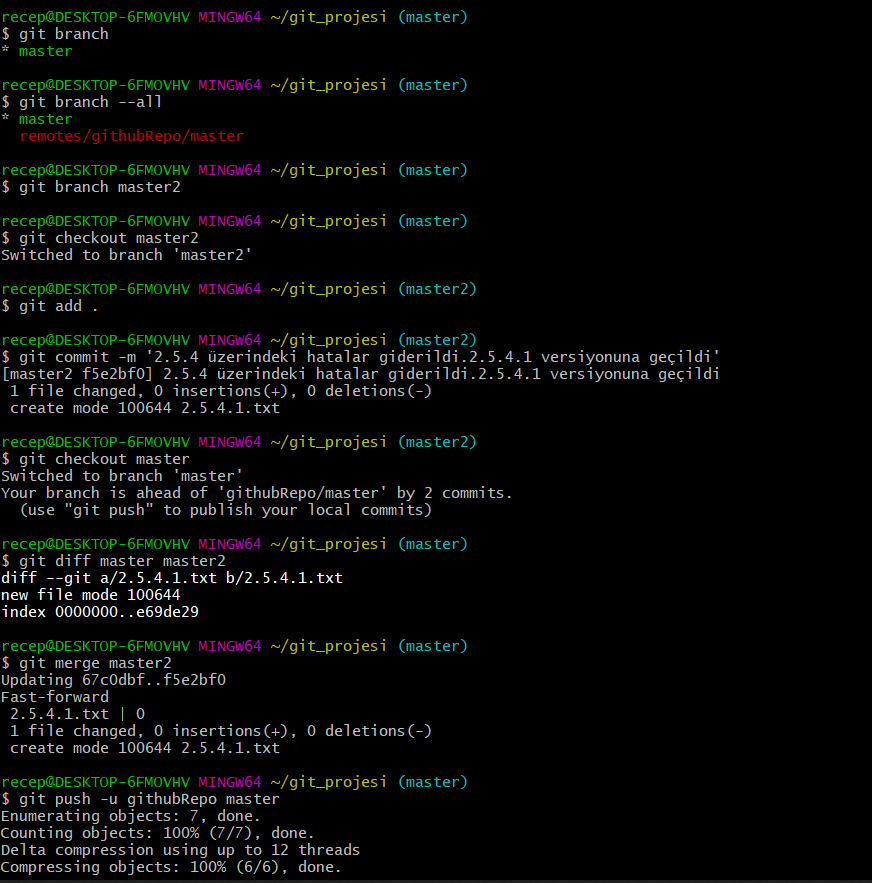 recep@DESKTOP-6FMOVHV MINGW64 ~/git_projesi (master)
$ git branch
* master
recep@DESKTOP-6FMOVHV MINGW64 ~/git_projesi (master)
$ git branch --all
* master
  remotes/githubRepo/master
recep@DESKTOP-6FMOVHV MINGW64 ~/git_projesi (master)
$ git branch master2
recep@DESKTOP-6FMOVHV MINGW64 ~/git_projesi (master)
$ git checkout master2
Switched to branch 'master2'
recep@DESKTOP-6FMOVHV MINGW64 ~/git_projesi (master2)
$ git add .
recep@DESKTOP-6FMOVHV MINGW64 ~/git_projesi (master2)
$ git commit -m '2.5.4 üzerindeki hatalar giderildi.2.5.4.1 versiyonuna geçildi'
[master2 f5e2bf0] 2.5.4 üzerindeki hatalar giderildi.2.5.4.1 versiyonuna geçildi
 1 file changed, 0 insertions(+), 0 deletions(-)
 create mode 100644 2.5.4.1.txt
recep@DESKTOP-6FMOVHV MINGW64 ~/git_projesi (master2)
$ git checkout master
Switched to branch 'master'
Your branch is ahead of 'githubRepo/master' by 2 commits.
  (use "git push" to publish your local commits)
recep@DESKTOP-6FMOVHV MINGW64 ~/git_projesi (master)
$ git diff master master2
diff --git a/2.5.4.1.txt b/2.5.4.1.txt
new file mode 100644
index 0000000..e69de29
recep@DESKTOP-6FMOVHV MINGW64 ~/git_projesi (master)
$ git merge master2
Updating 67c0dbf..f5e2bf0
Fast-forward
 2.5.4.1.txt | 0
 1 file changed, 0 insertions(+), 0 deletions(-)
 create mode 100644 2.5.4.1.txt
recep@DESKTOP-6FMOVHV MINGW64 ~/git_projesi (master)
$ git push -u githubRepo master
Enumerating objects: 7, done.
Counting objects: 100% (7/7), done.
Delta compression using up to 12 threads
Compressing objects: 100% (6/6), done.